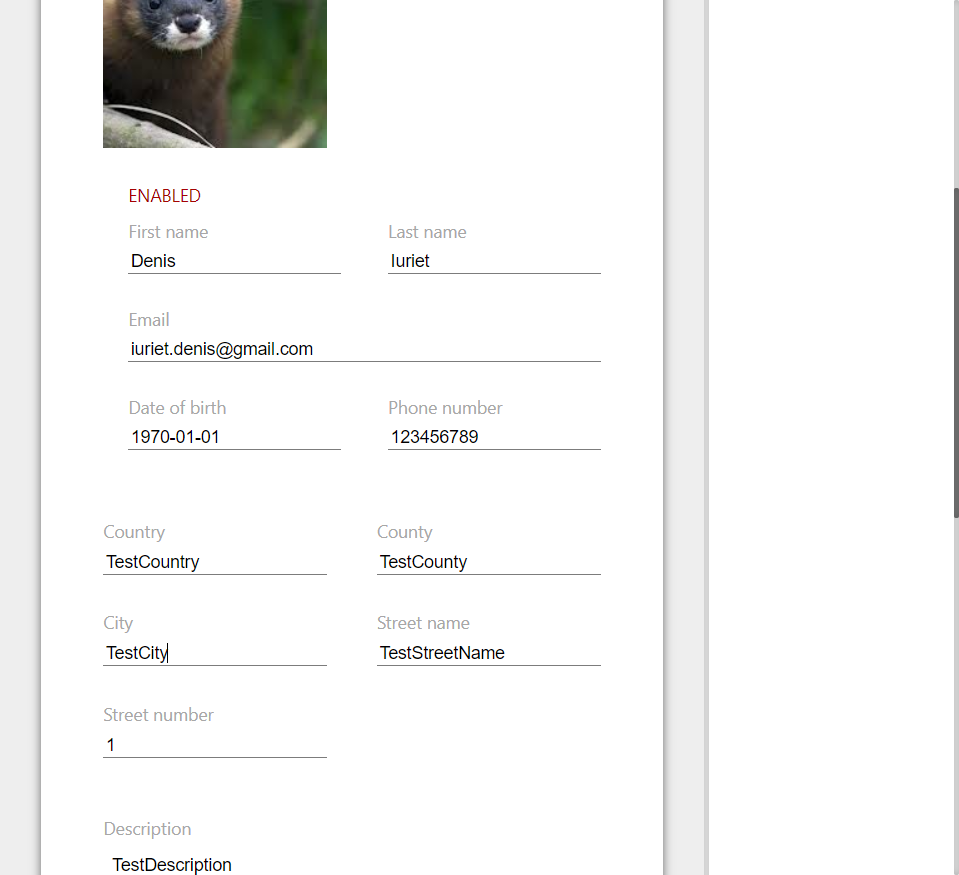 ENABLED
First name Last name
Denis Iuriet
Email
iuriet.denis@gmail.com
Date of birth Phone number
1970-01-01 123456789
Country County
TestCountry TestCounty
City Street name
TestCity TestStreetName
Street number
1
Description
TestDescription